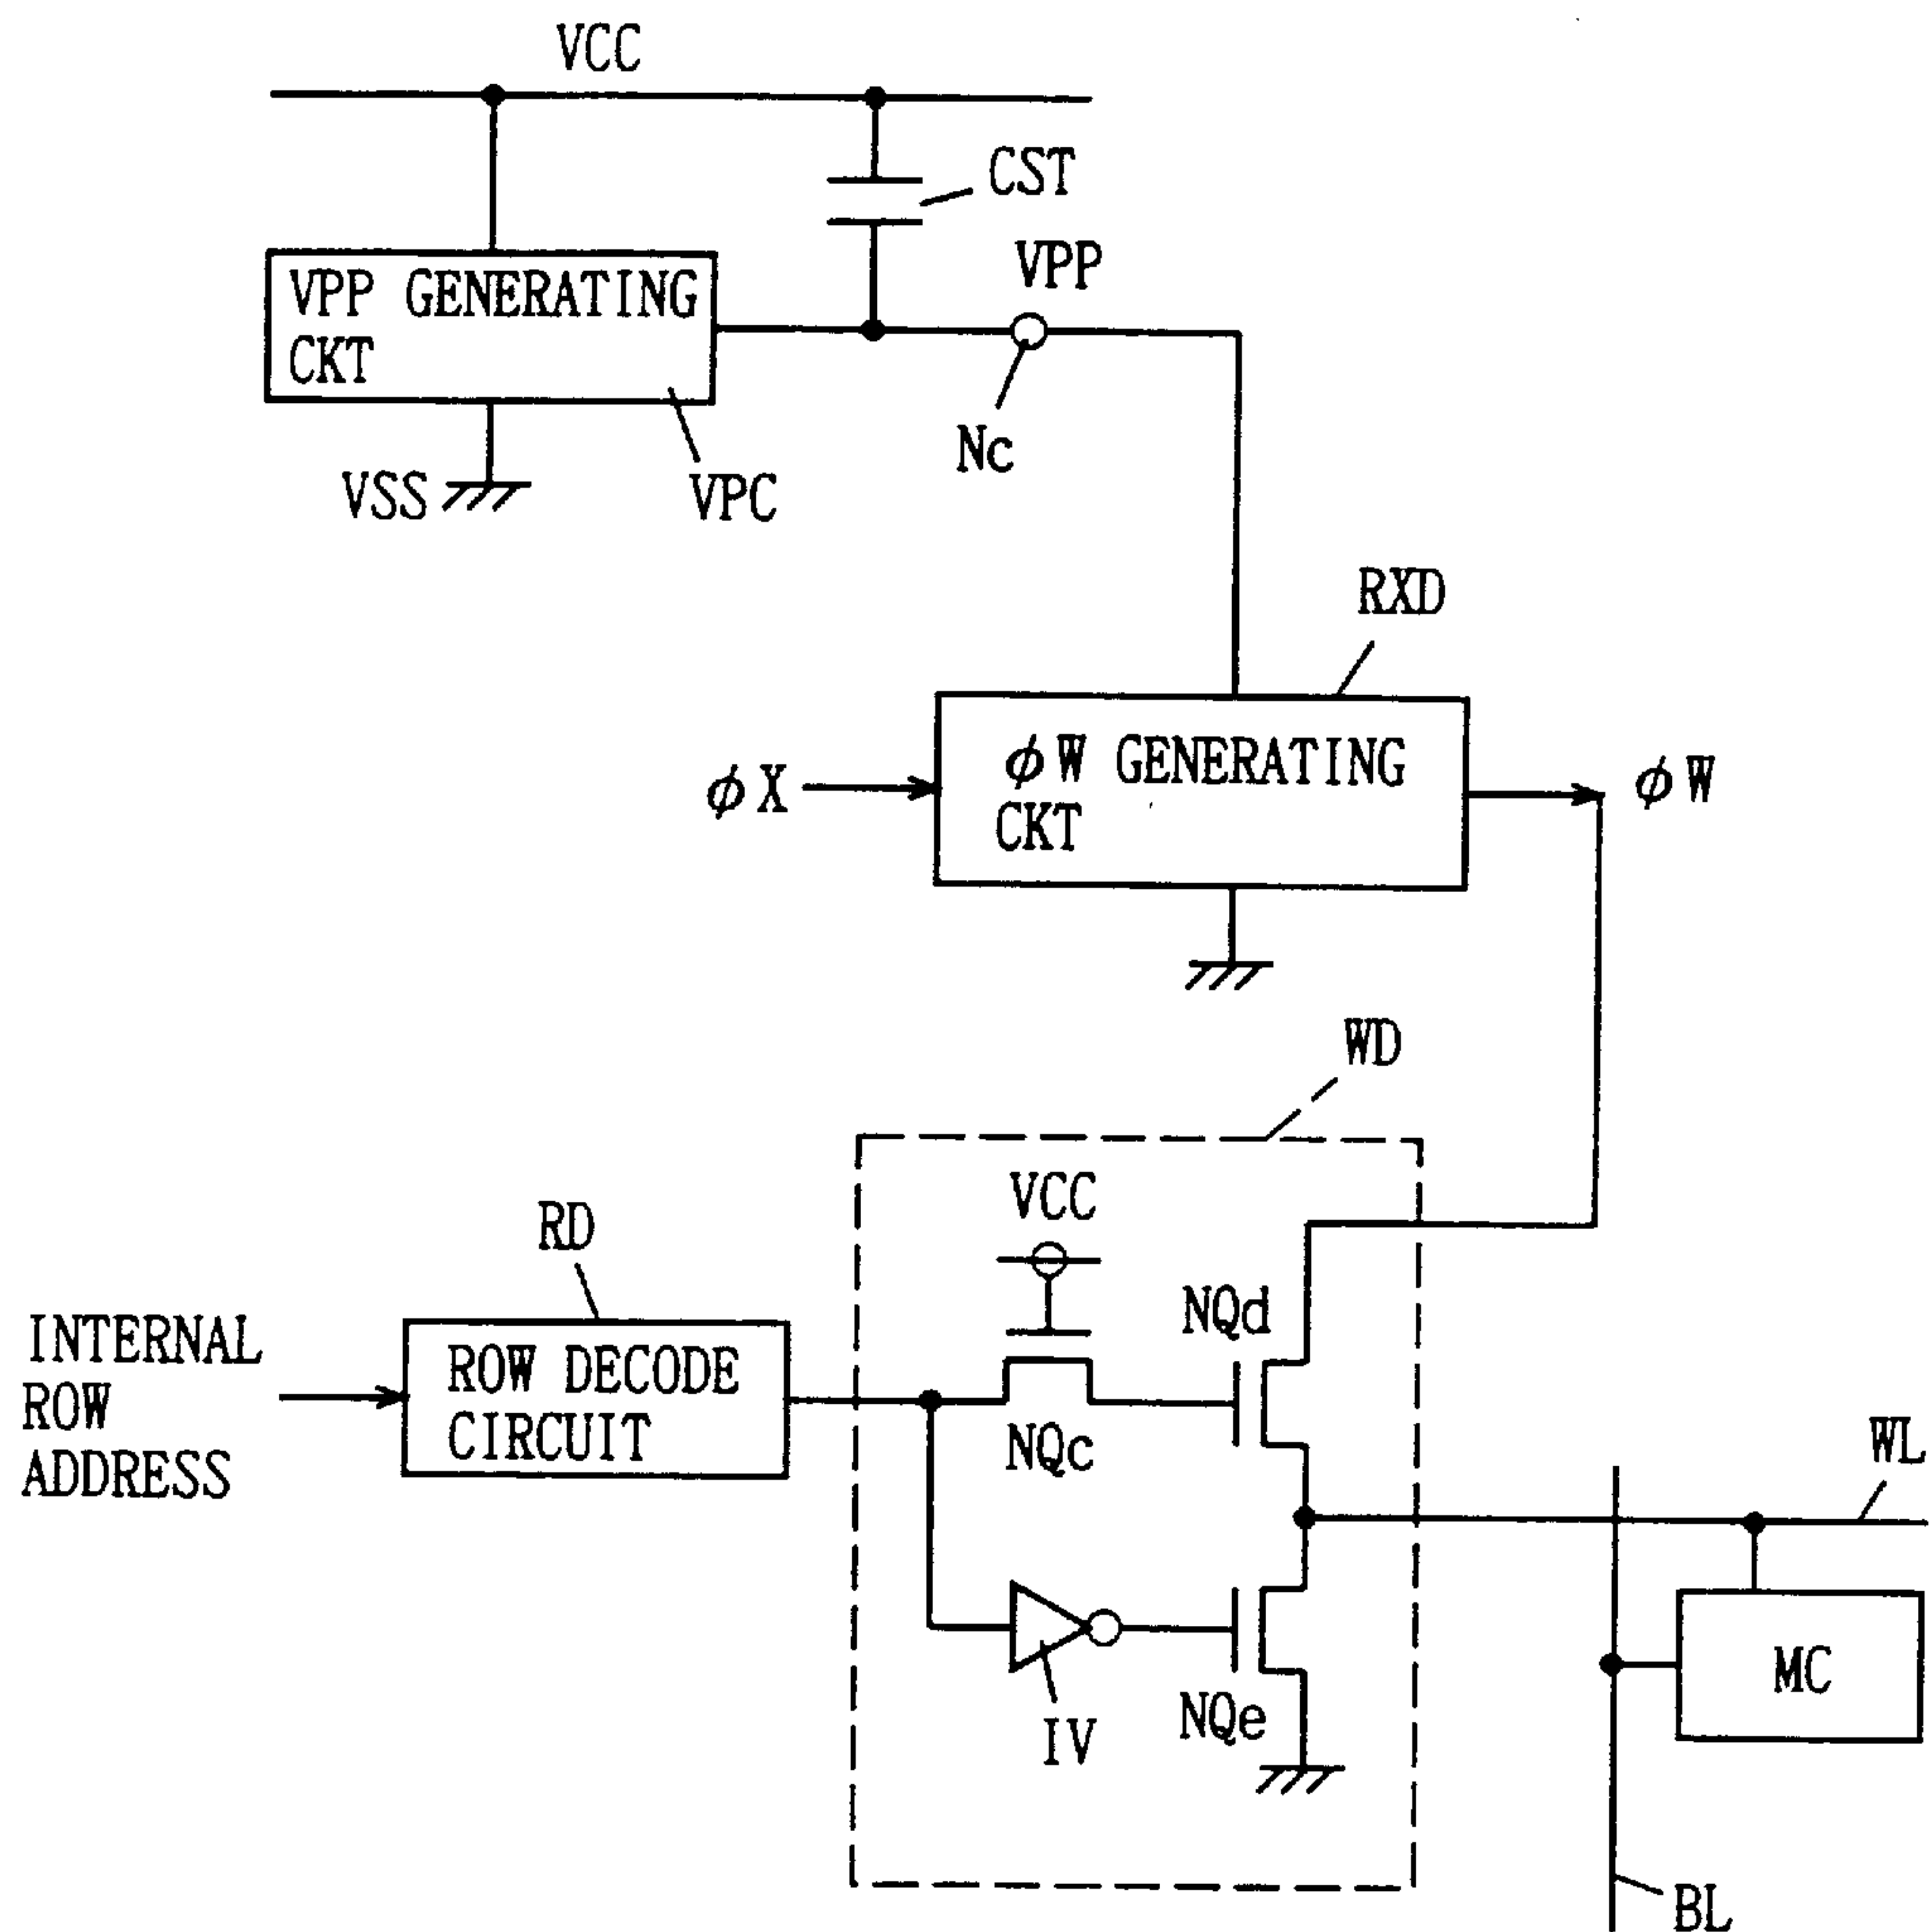 VCC
CST
VPP
VPP GENERATING
CKT
Nc
VSS
VPC
RXD
ϕW GENERATING
CKT
ϕX
ϕW
WD
VCC
RD
NQd
INTERNAL
ROW
ADDRESS
ROW DECODE
CIRCUIT
NQc
WL
MC
NQe
IV
BL